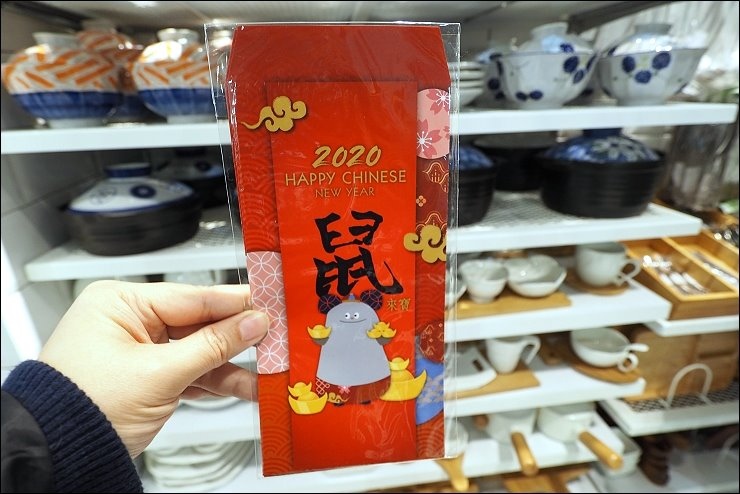 2020
HAPPY CHINESE
NEW YEAR
鼠
來寶